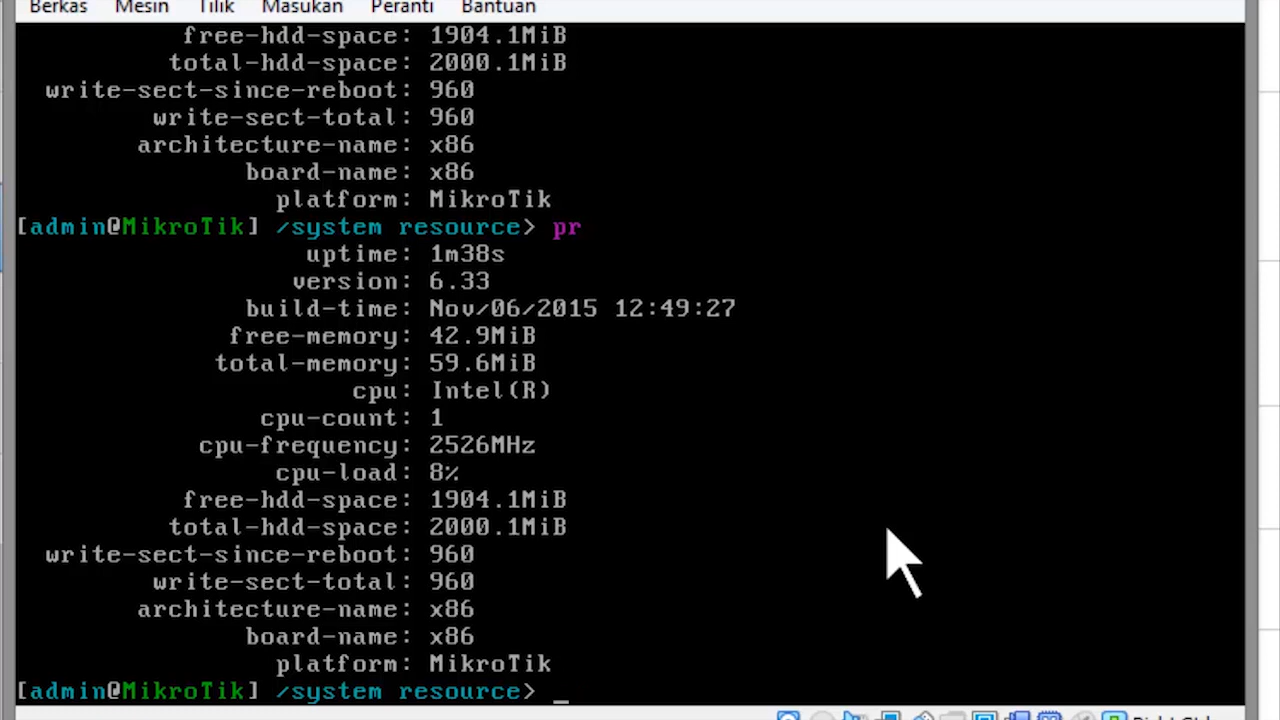 Berkas Mesin Tilik Masukan Peranti Bantuan
free-hdd-space: 1904.1MiB
total-hdd-space: 2000.1MiB
write-sect-since-reboot: 960
write-sect-total: 960
architecture-name: x86
board-name: x86
platform: MikroTik
[admin@MikroTik] /system resource> pr
uptime: 1m38s
version: 6.33
build-time: Nov/06/2015 12:49:27
free-memory: 42.9MiB
total-memory: 59.6MiB
cpu: Intel(R)
cpu-count: 1
cpu-frequency: 2526MHz
cpu-load: 8%
free-hdd-space: 1904.1MiB
total-hdd-space: 2000.1MiB
write-sect-since-reboot: 960
write-sect-total: 960
architecture-name: x86
board-name: x86
platform: MikroTik
[admin@MikroTik] /system resource> _
Right Ctrl